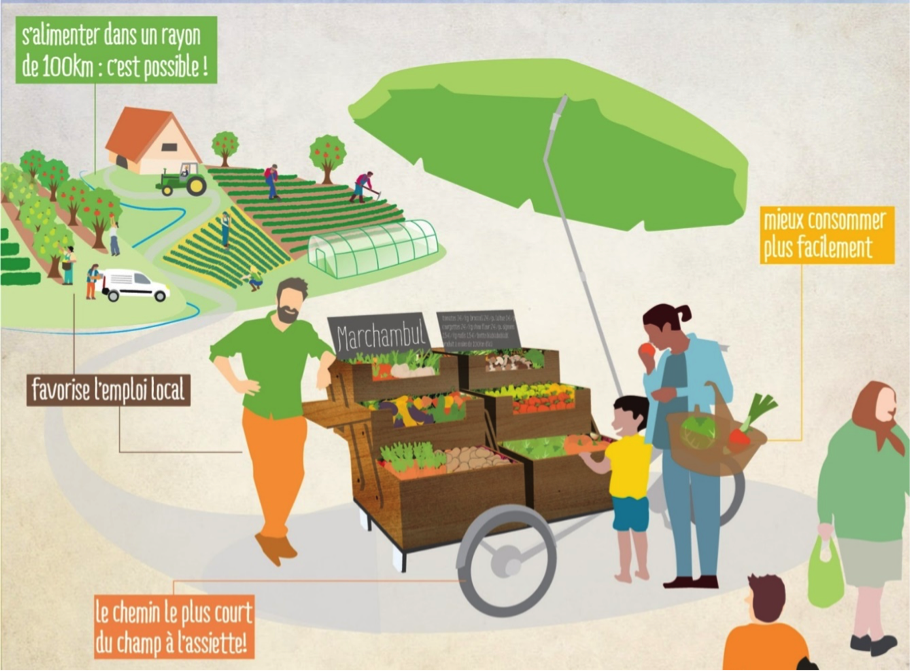 s'alimenter dans un rayon
de 100km : c'est possible !
mieux consommer
plus facilement
Marchambul
favorise l'emploi local
le chemin le plus court
du champ à l'assiette!